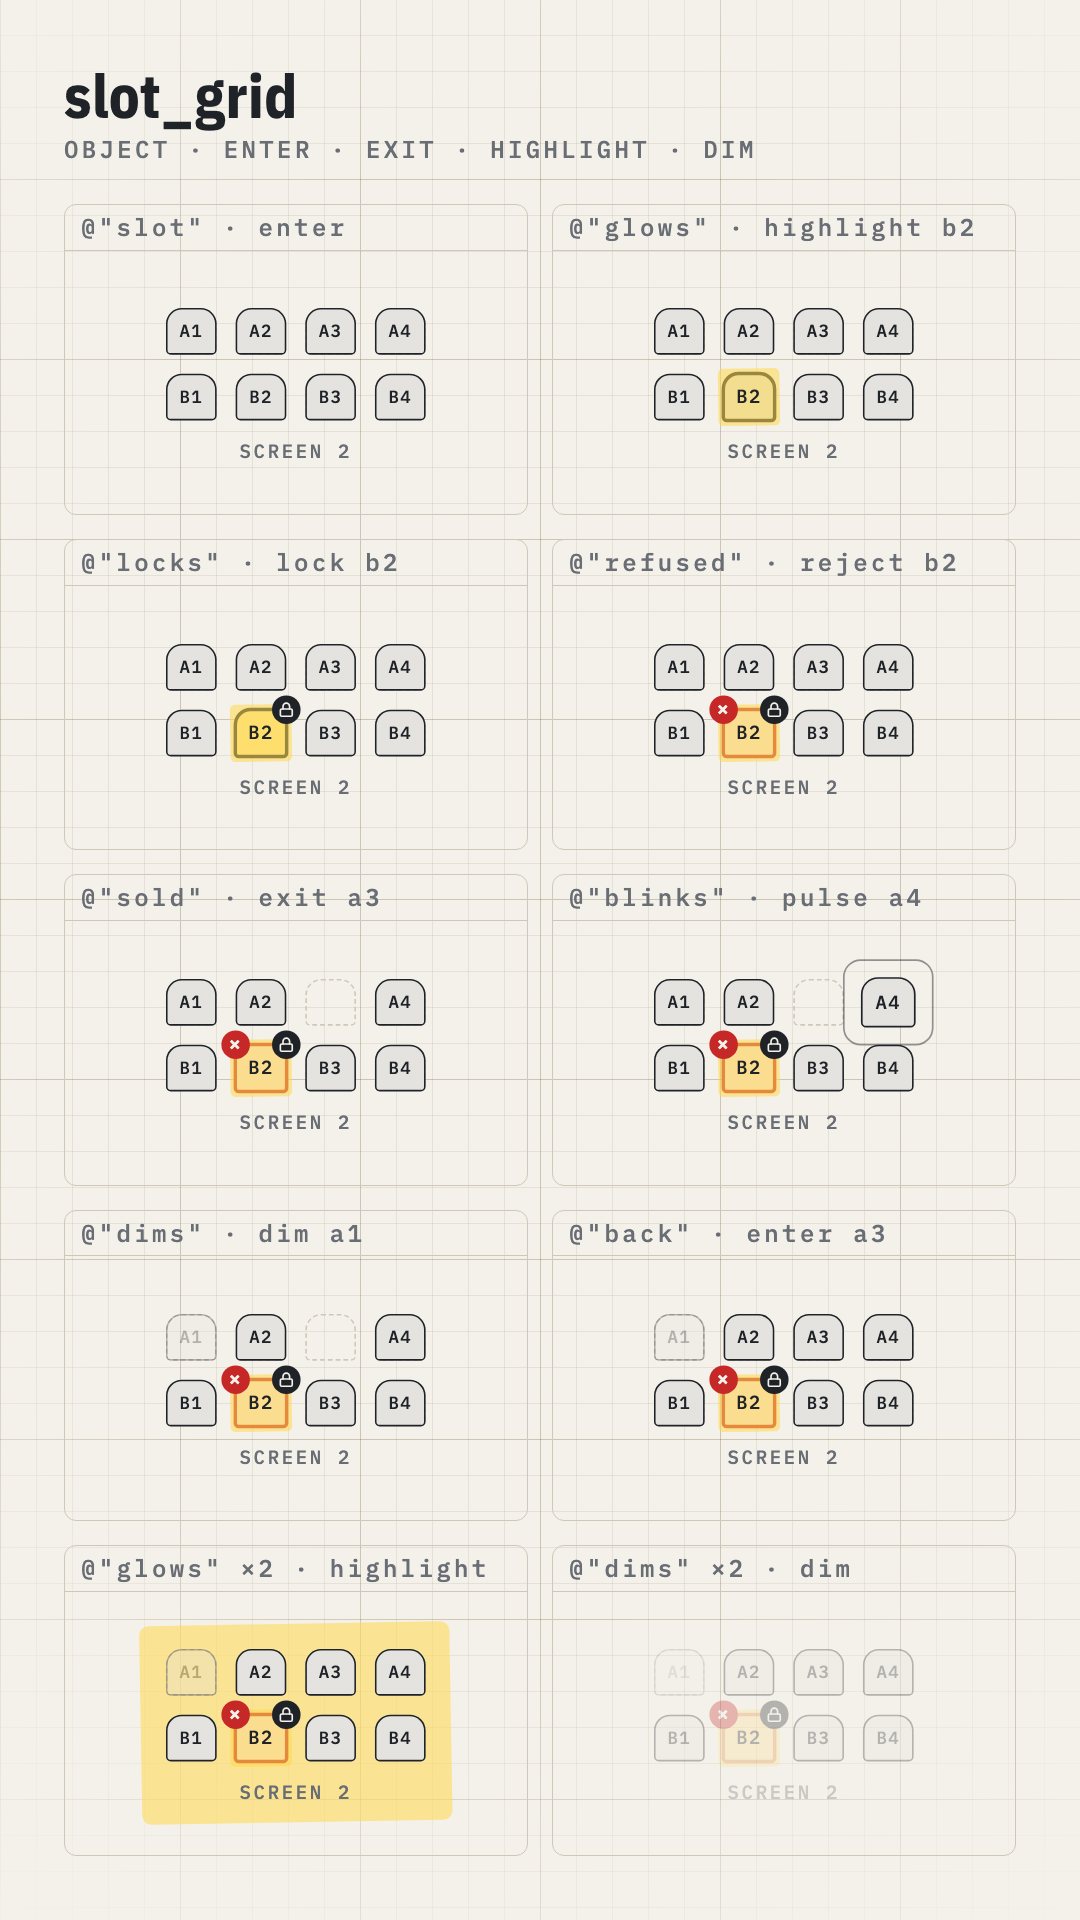 slot_grid
OBJECT · ENTER · EXIT · HIGHLIGHT · DIM
@"slot" · enter
A1 A2 A3 A4
B1 B2 B3 B4
SCREEN 2
@"glows" · highlight b2
A1 A2 A3 A4
B1 B2 B3 B4
SCREEN 2
@"locks" · lock b2
A1 A2 A3 A4
B1 B2 B3 B4
SCREEN 2
@"refused" · reject b2
A1 A2 A3 A4
B1 B2 B3 B4
SCREEN 2
@"sold" · exit a3
A1 A2 A4
B1 B2 B3 B4
SCREEN 2
@"blinks" · pulse a4
A1 A2 A4
B1 B2 B3 B4
SCREEN 2
@"dims" · dim a1
A1 A2 A4
B1 B2 B3 B4
SCREEN 2
@"back" · enter a3
A1 A2 A3 A4
B1 B2 B3 B4
SCREEN 2
@"glows" ×2 · highlight
A1 A2 A3 A4
B1 B2 B3 B4
SCREEN 2
@"dims" ×2 · dim
A1 A2 A3 A4
B1 B2 B3 B4
SCREEN 2